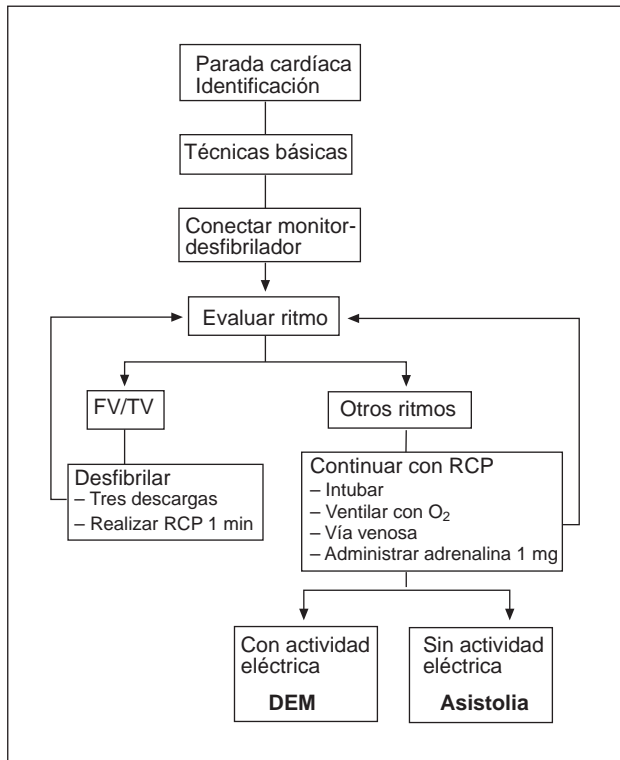 Parada cardíaca
Identificación
Técnicas básicas
Conectar monitor-
desfibrilador
Evaluar ritmo
FV/TV
Otros ritmos
Desfibrilar
– Tres descargas
– Realizar RCP 1 min
Continuar con RCP
– Intubar
– Ventilar con O₂
– Vía venosa
– Administrar adrenalina 1 mg
Con actividad
eléctrica
DEM
Sin actividad
eléctrica
Asistolia